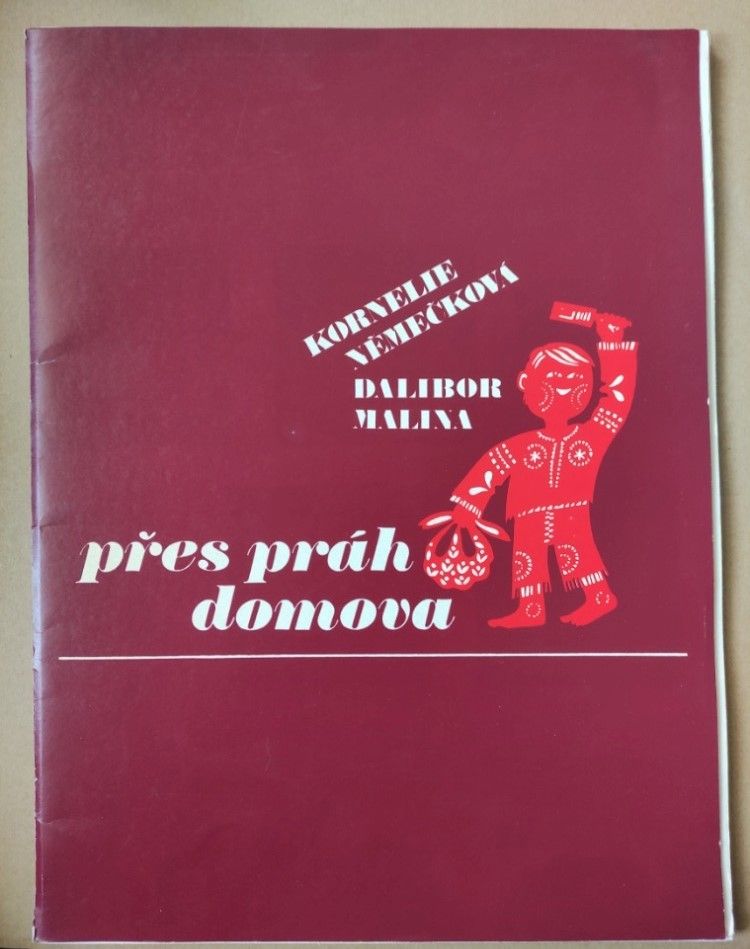 KORNELIE
NĚMEČKOVÁ
DALIBOR
MALINA
přes práh
domova